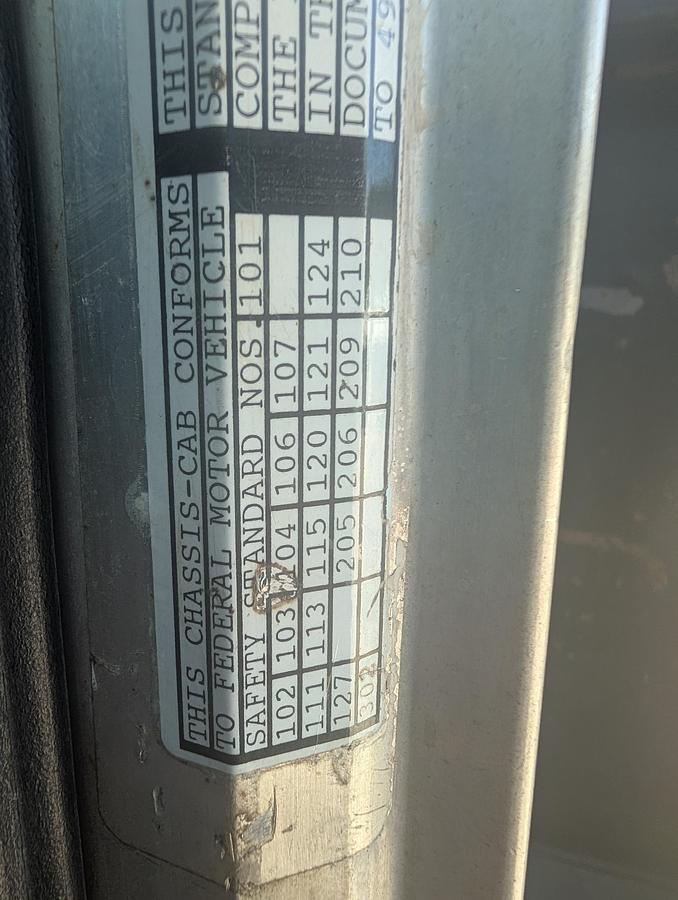 THIS CHASSIS-CAB CONFORMS
TO FEDERAL MOTOR VEHICLE
SAFETY STANDARD NOS. 101
102 103 104 106 107
111 113 115 120 121 124
127 205 206 209 210
302
THIS
STAN
COMP
THE
IN TH
DOCUM
TO 49